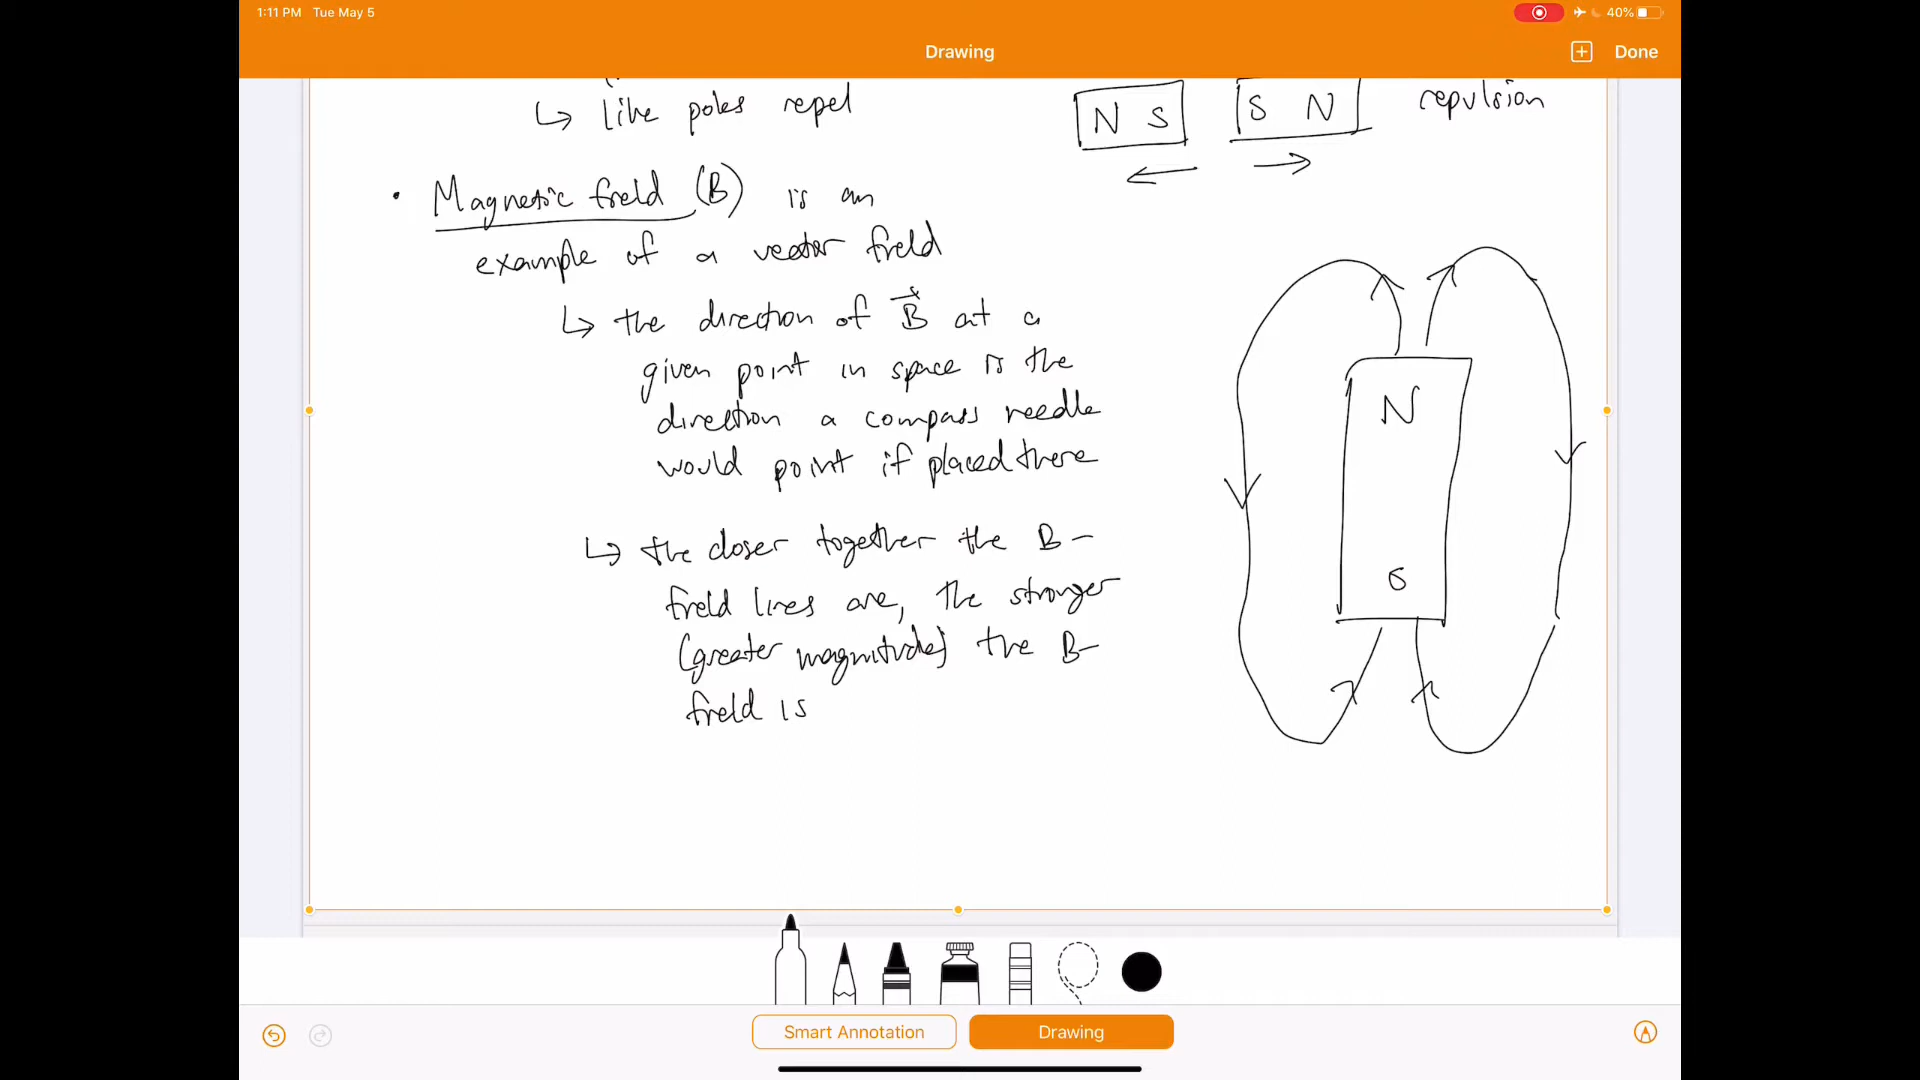 1:11 PM Tue May 5
40%
Drawing
Done
↳ like poles repel
N S
S N
repulsion
• Magnetic field (B) is an
example of a vector field
↳ the direction of B at a
given point in space is the
direction a compass needle
would point if placed there
↳ the closer together the B-
field lines are, the stronger
(greater magnitude) the B-
field is
N
S
Smart Annotation
Drawing